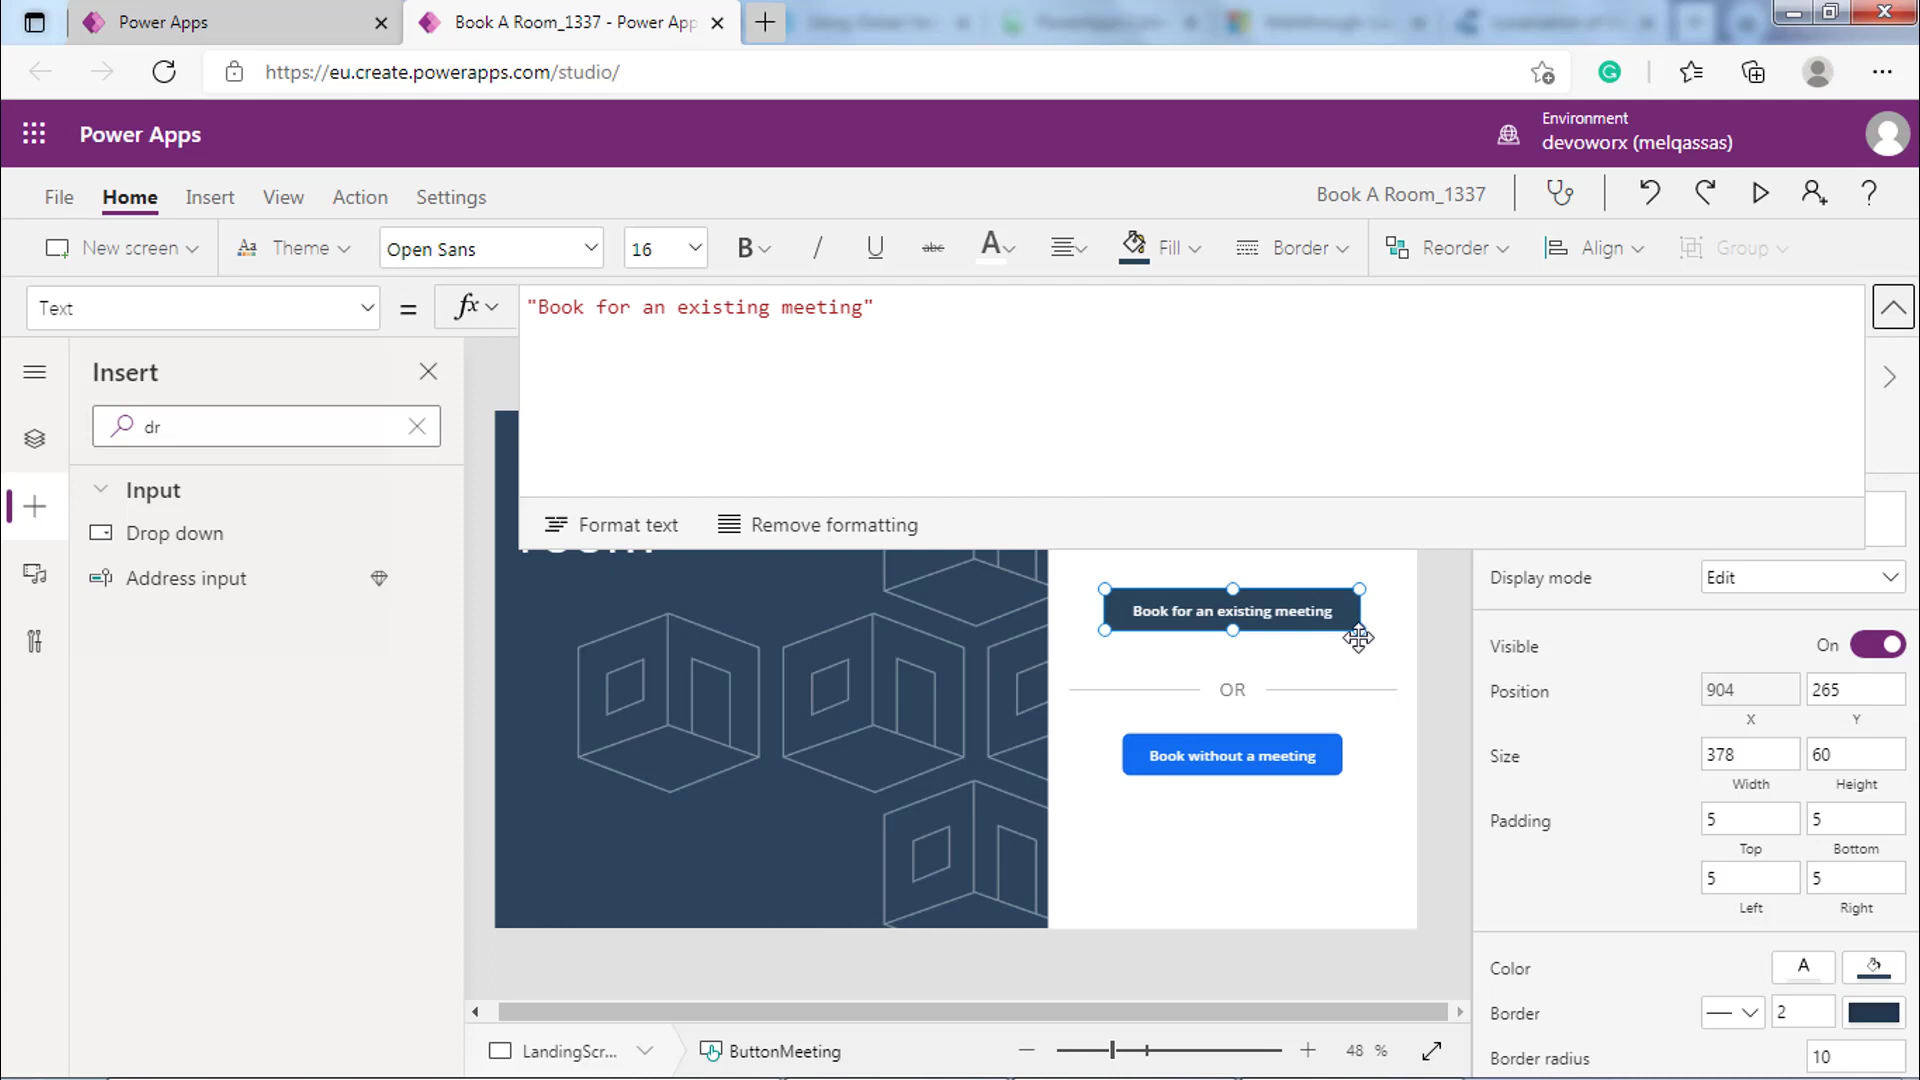 Power Apps
Book A Room_1337 - Power App
https://eu.create.powerapps.com/studio/
Power Apps
Environment
devoworx (melqassas)
File
Home
Insert
View
Action
Settings
Book A Room_1337
New screen
Theme
Open Sans
16
B
Fill
Border
Reorder
Align
Group
Text
=
fx
"Book for an existing meeting"
Format text
Remove formatting
Insert
dr
Input
Drop down
Address input
Book for an existing meeting
OR
Book without a meeting
Display mode
Edit
Visible
On
Position
904
265
X
Y
Size
378
60
Width
Height
Padding
5
5
Top
Bottom
5
5
Left
Right
Color
A
Border
2
Border radius
10
LandingScr...
ButtonMeeting
48 %